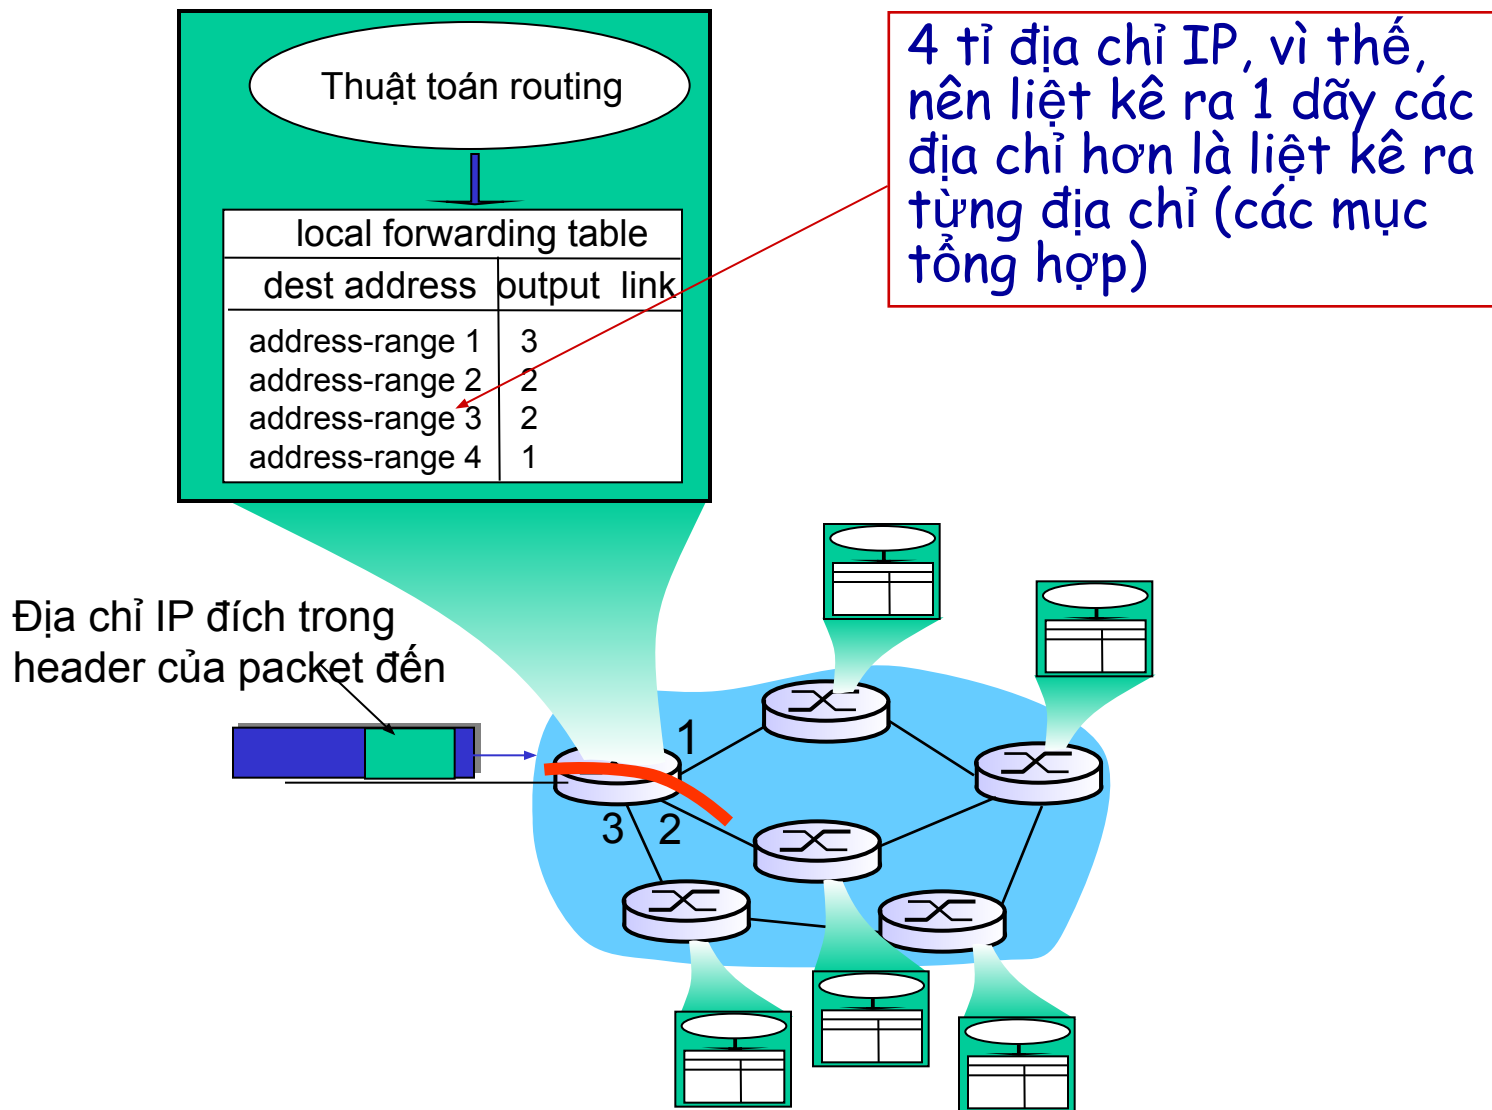 Thuật toán routing
local forwarding table
dest address output link
address-range 1 3
address-range 2 2
address-range 3 2
address-range 4 1
4 tỉ địa chỉ IP, vì thế,
nên liệt kê ra 1 dãy các
địa chỉ hơn là liệt kê ra
từng địa chỉ (các mục
tổng hợp)
Địa chỉ IP đích trong
header của packet đến
1
3 2